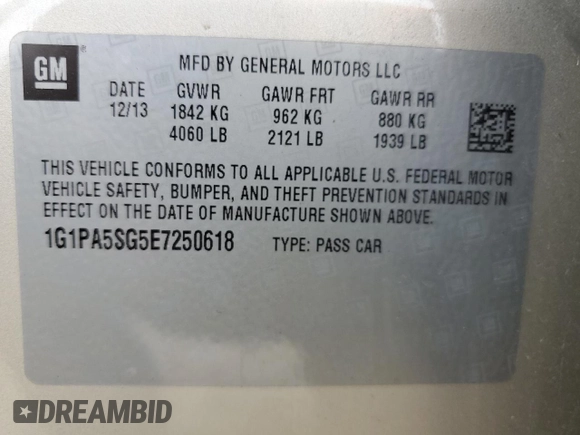 GM
MFD BY GENERAL MOTORS LLC
DATE GVWR GAWR FRT GAWR RR
12/13 1842 KG 962 KG 880 KG
4060 LB 2121 LB 1939 LB
THIS VEHICLE CONFORMS TO ALL APPLICABLE U.S. FEDERAL MOTOR
VEHICLE SAFETY, BUMPER, AND THEFT PREVENTION STANDARDS IN
EFFECT ON THE DATE OF MANUFACTURE SHOWN ABOVE.
1G1PA5SG5E7250618 TYPE: PASS CAR
DREAMBID